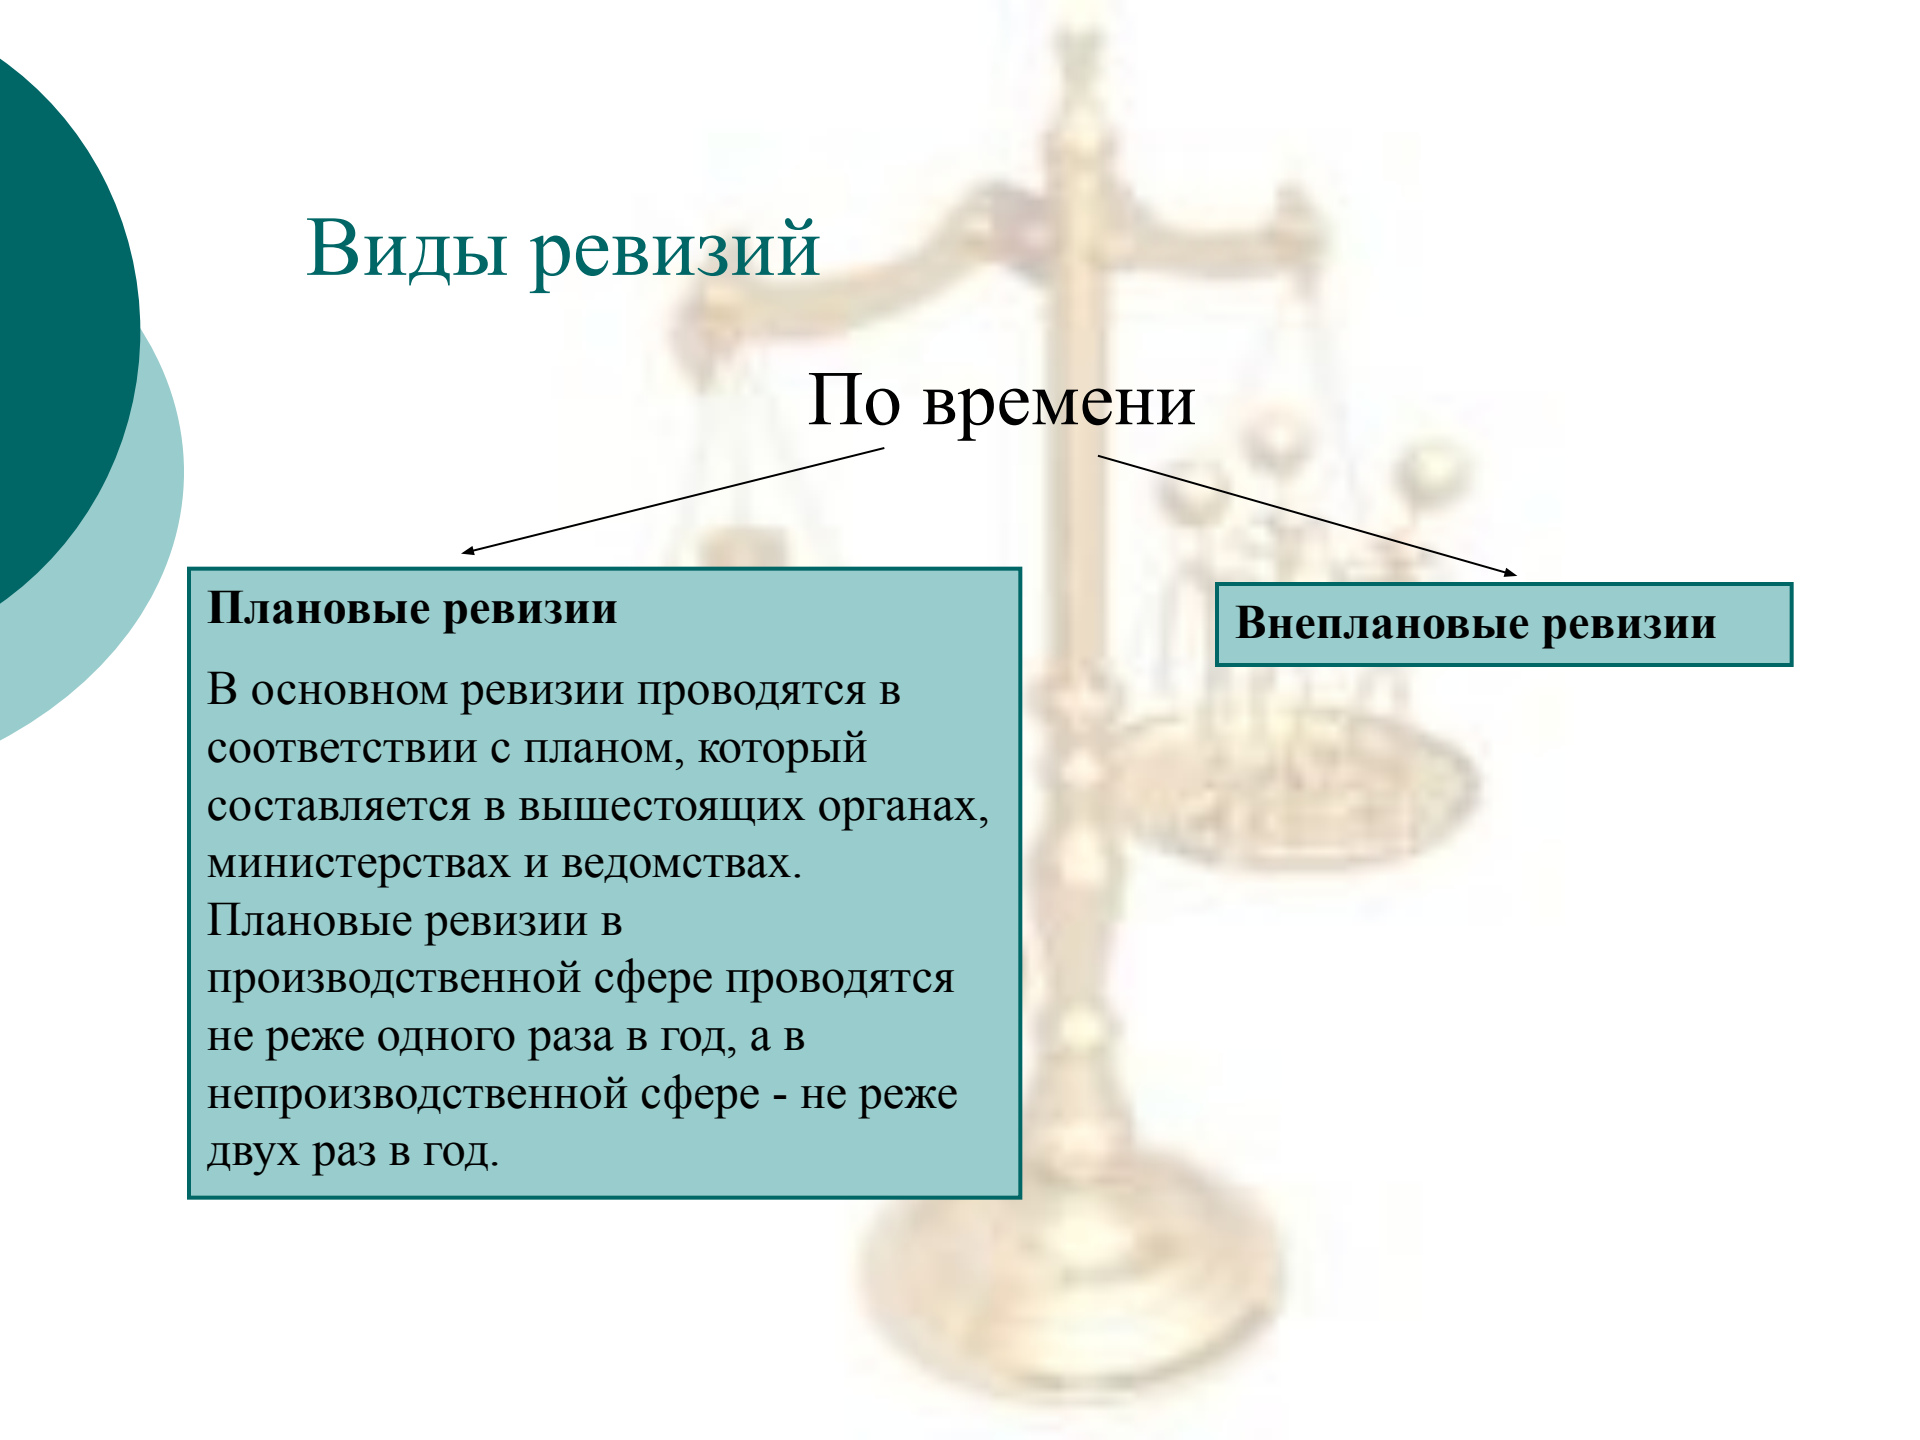 Виды ревизий
По времени
Плановые ревизии
В основном ревизии проводятся в
соответствии с планом, который
составляется в вышестоящих органах,
министерствах и ведомствах.
Плановые ревизии в
производственной сфере проводятся
не реже одного раза в год, а в
непроизводственной сфере - не реже
двух раз в год.
Внеплановые ревизии